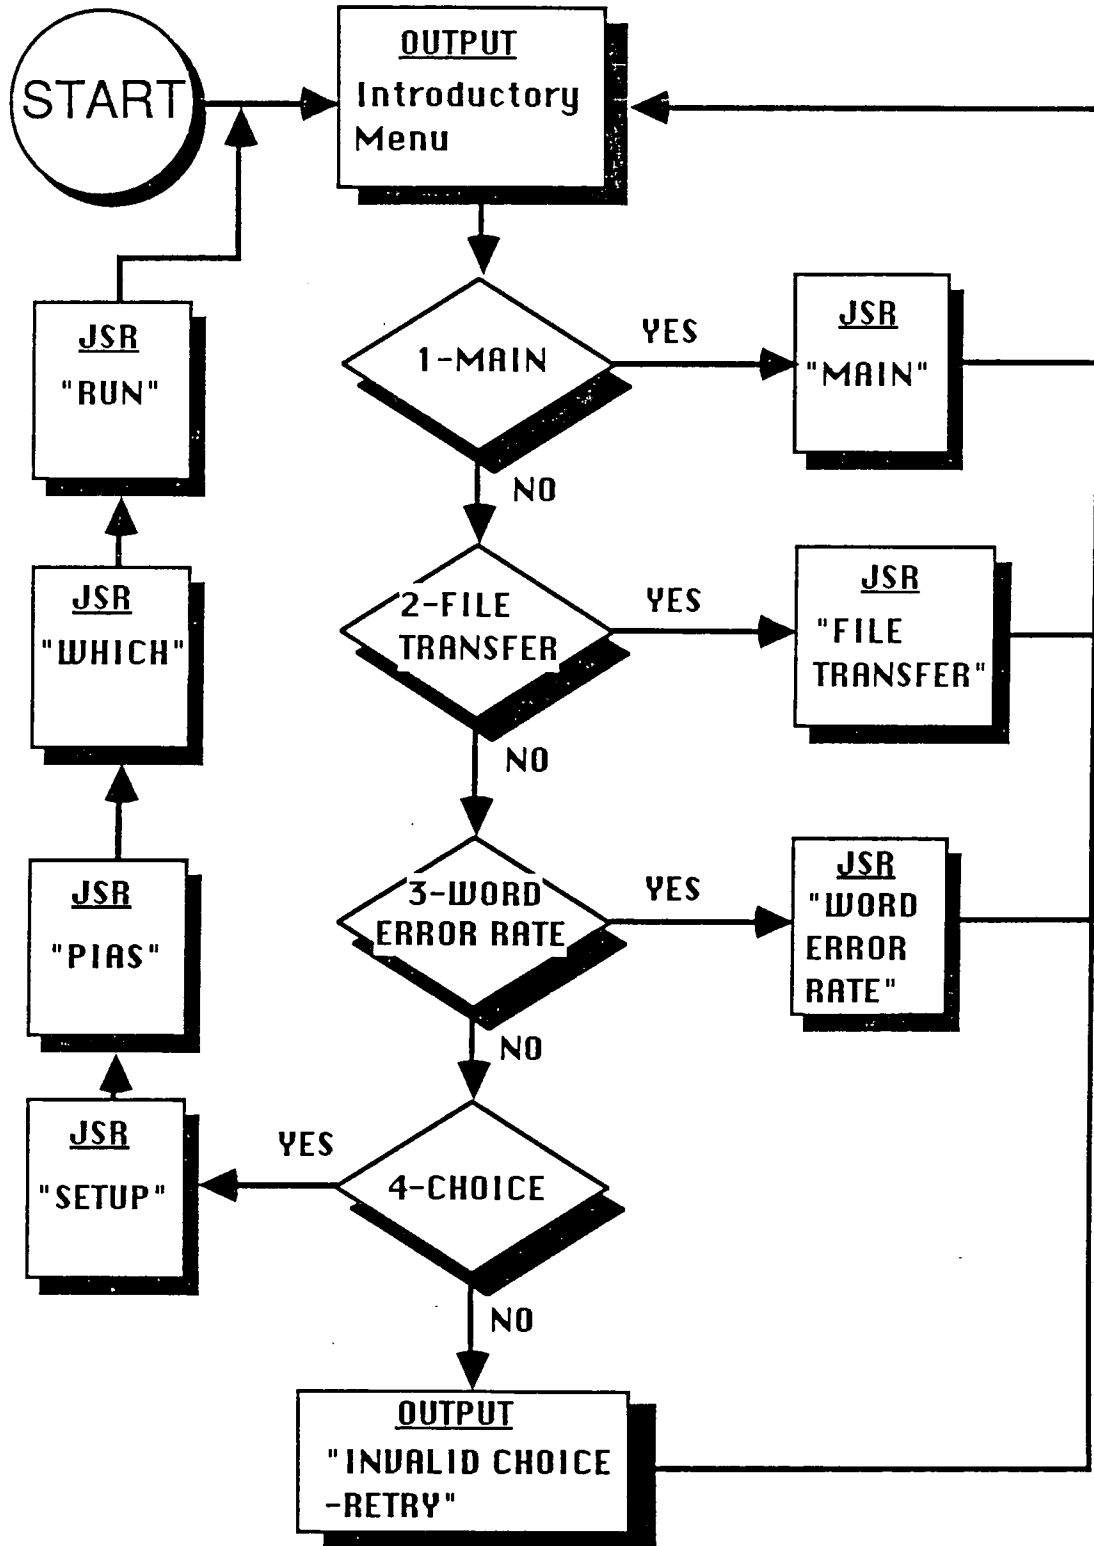 START
OUTPUT
Introductory
Menu
1-MAIN
YES
JSR
"MAIN"
NO
2-FILE
TRANSFER
YES
JSR
"FILE
TRANSFER"
NO
3-WORD
ERROR RATE
YES
JSR
"WORD
ERROR
RATE"
NO
4-CHOICE
YES
JSR
"SETUP"
JSR
"PIAS"
JSR
"WHICH"
JSR
"RUN"
NO
OUTPUT
"INVALID CHOICE
-RETRY"